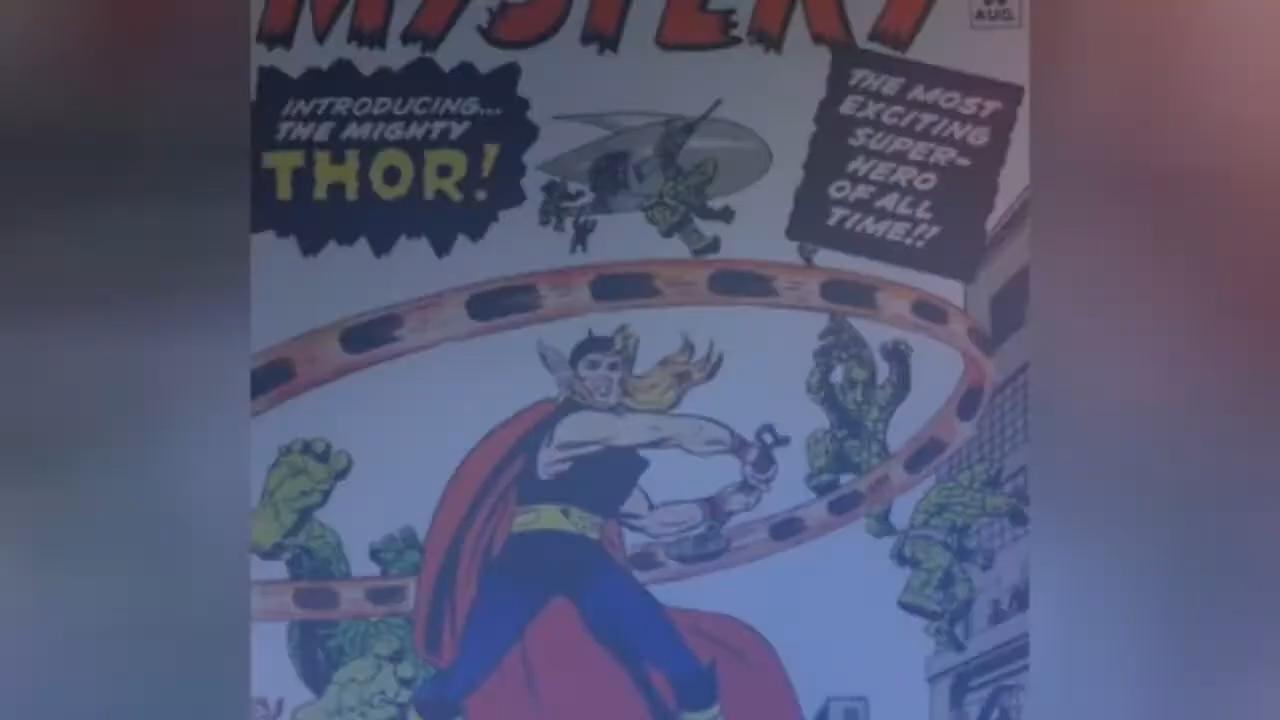 MYSTERY
AUG.
INTRODUCING...
THE MIGHTY
THOR!
THE MOST
EXCITING
SUPER-
HERO
OF ALL
TIME!!